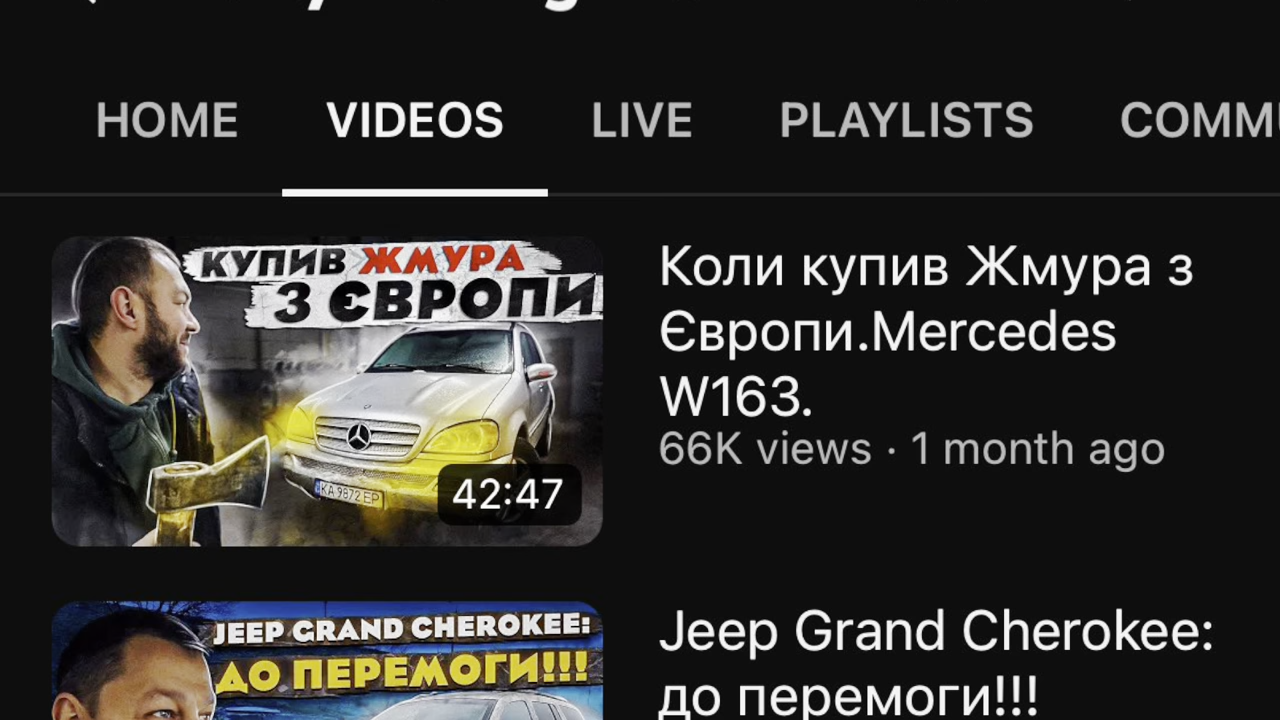 HOME VIDEOS LIVE PLAYLISTS COMM
КУПИВ ЖМУРА
З ЄВРОПИ
KA 9872 EP
42:47
Коли купив Жмура з
Європи.Mercedes
W163.
66K views · 1 month ago
JEEP GRAND CHEROKEE:
ДО ПЕРЕМОГИ!!!
Jeep Grand Cherokee:
до перемоги!!!